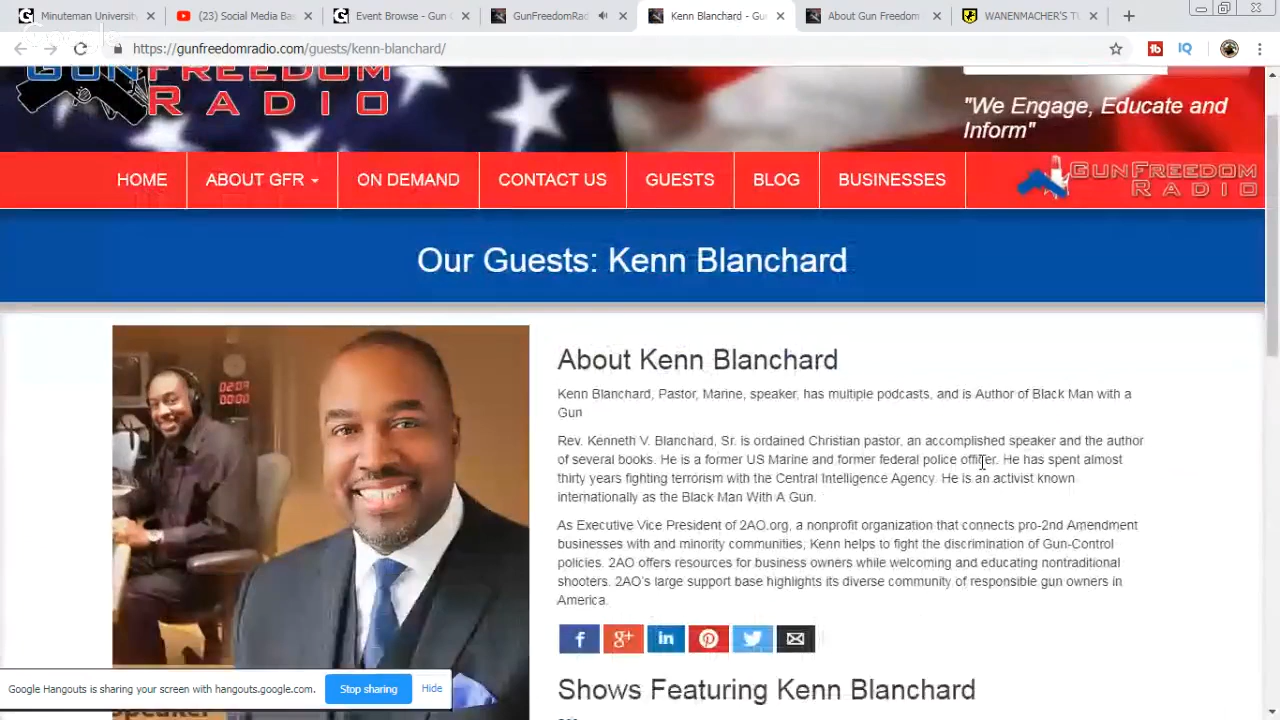 Minuteman Universi
(23) Social Media Ba
Event Browse - Gun
GunFreedomRad
Kenn Blanchard - Gu
About Gun Freedom
WANENMACHER'S T
Google
https://gunfreedomradio.com/guests/kenn-blanchard/
GUNFREEDOM
RADIO
"We Engage, Educate and
Inform"
HOME
ABOUT GFR
ON DEMAND
CONTACT US
GUESTS
BLOG
BUSINESSES
GUNFREEDOM
RADIO
Our Guests: Kenn Blanchard
02:09
00:00
About Kenn Blanchard
Kenn Blanchard, Pastor, Marine, speaker, has multiple podcasts, and is Author of Black Man with a
Gun
Rev. Kenneth V. Blanchard, Sr. is ordained Christian pastor, an accomplished speaker and the author
of several books. He is a former US Marine and former federal police officer. He has spent almost
thirty years fighting terrorism with the Central Intelligence Agency. He is an activist known
internationally as the Black Man With A Gun.
As Executive Vice President of 2AO.org, a nonprofit organization that connects pro-2nd Amendment
businesses with and minority communities, Kenn helps to fight the discrimination of Gun-Control
policies. 2AO offers resources for business owners while welcoming and educating nontraditional
shooters. 2AO's large support base highlights its diverse community of responsible gun owners in
America.
Google Hangouts is sharing your screen with hangouts.google.com.
Stop sharing
Hide
Shows Featuring Kenn Blanchard
Speaker